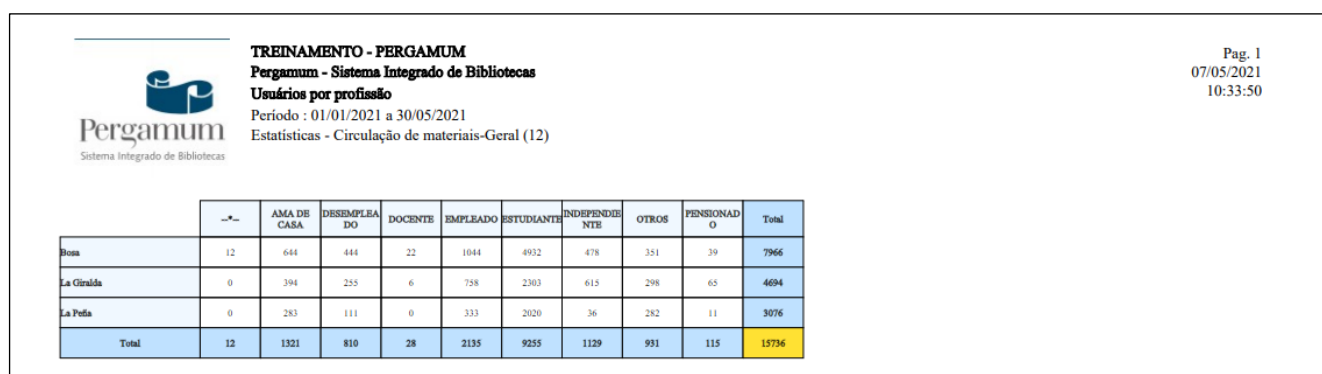 TREINAMENTO - PERGAMUM
Pergamum - Sistema Integrado de Bibliotecas
Usuários por profissão
Período : 01/01/2021 a 30/05/2021
Estatísticas - Circulação de materiais-Geral (12)
Pag. 1
07/05/2021
10:33:50
Pergamum
Sistema Integrado de Bibliotecas
--*-- AMA DE CASA DESEMPLEADO DOCENTE EMPLEADO ESTUDIANTE INDEPENDIENTE OTROS PENSIONADO Total
Bosa 12 644 444 22 1044 4932 478 351 39 7966
La Giralda 0 394 255 6 758 2303 615 298 65 4694
La Peña 0 283 111 0 333 2020 36 282 11 3076
Total 12 1321 810 28 2135 9255 1129 931 115 15736